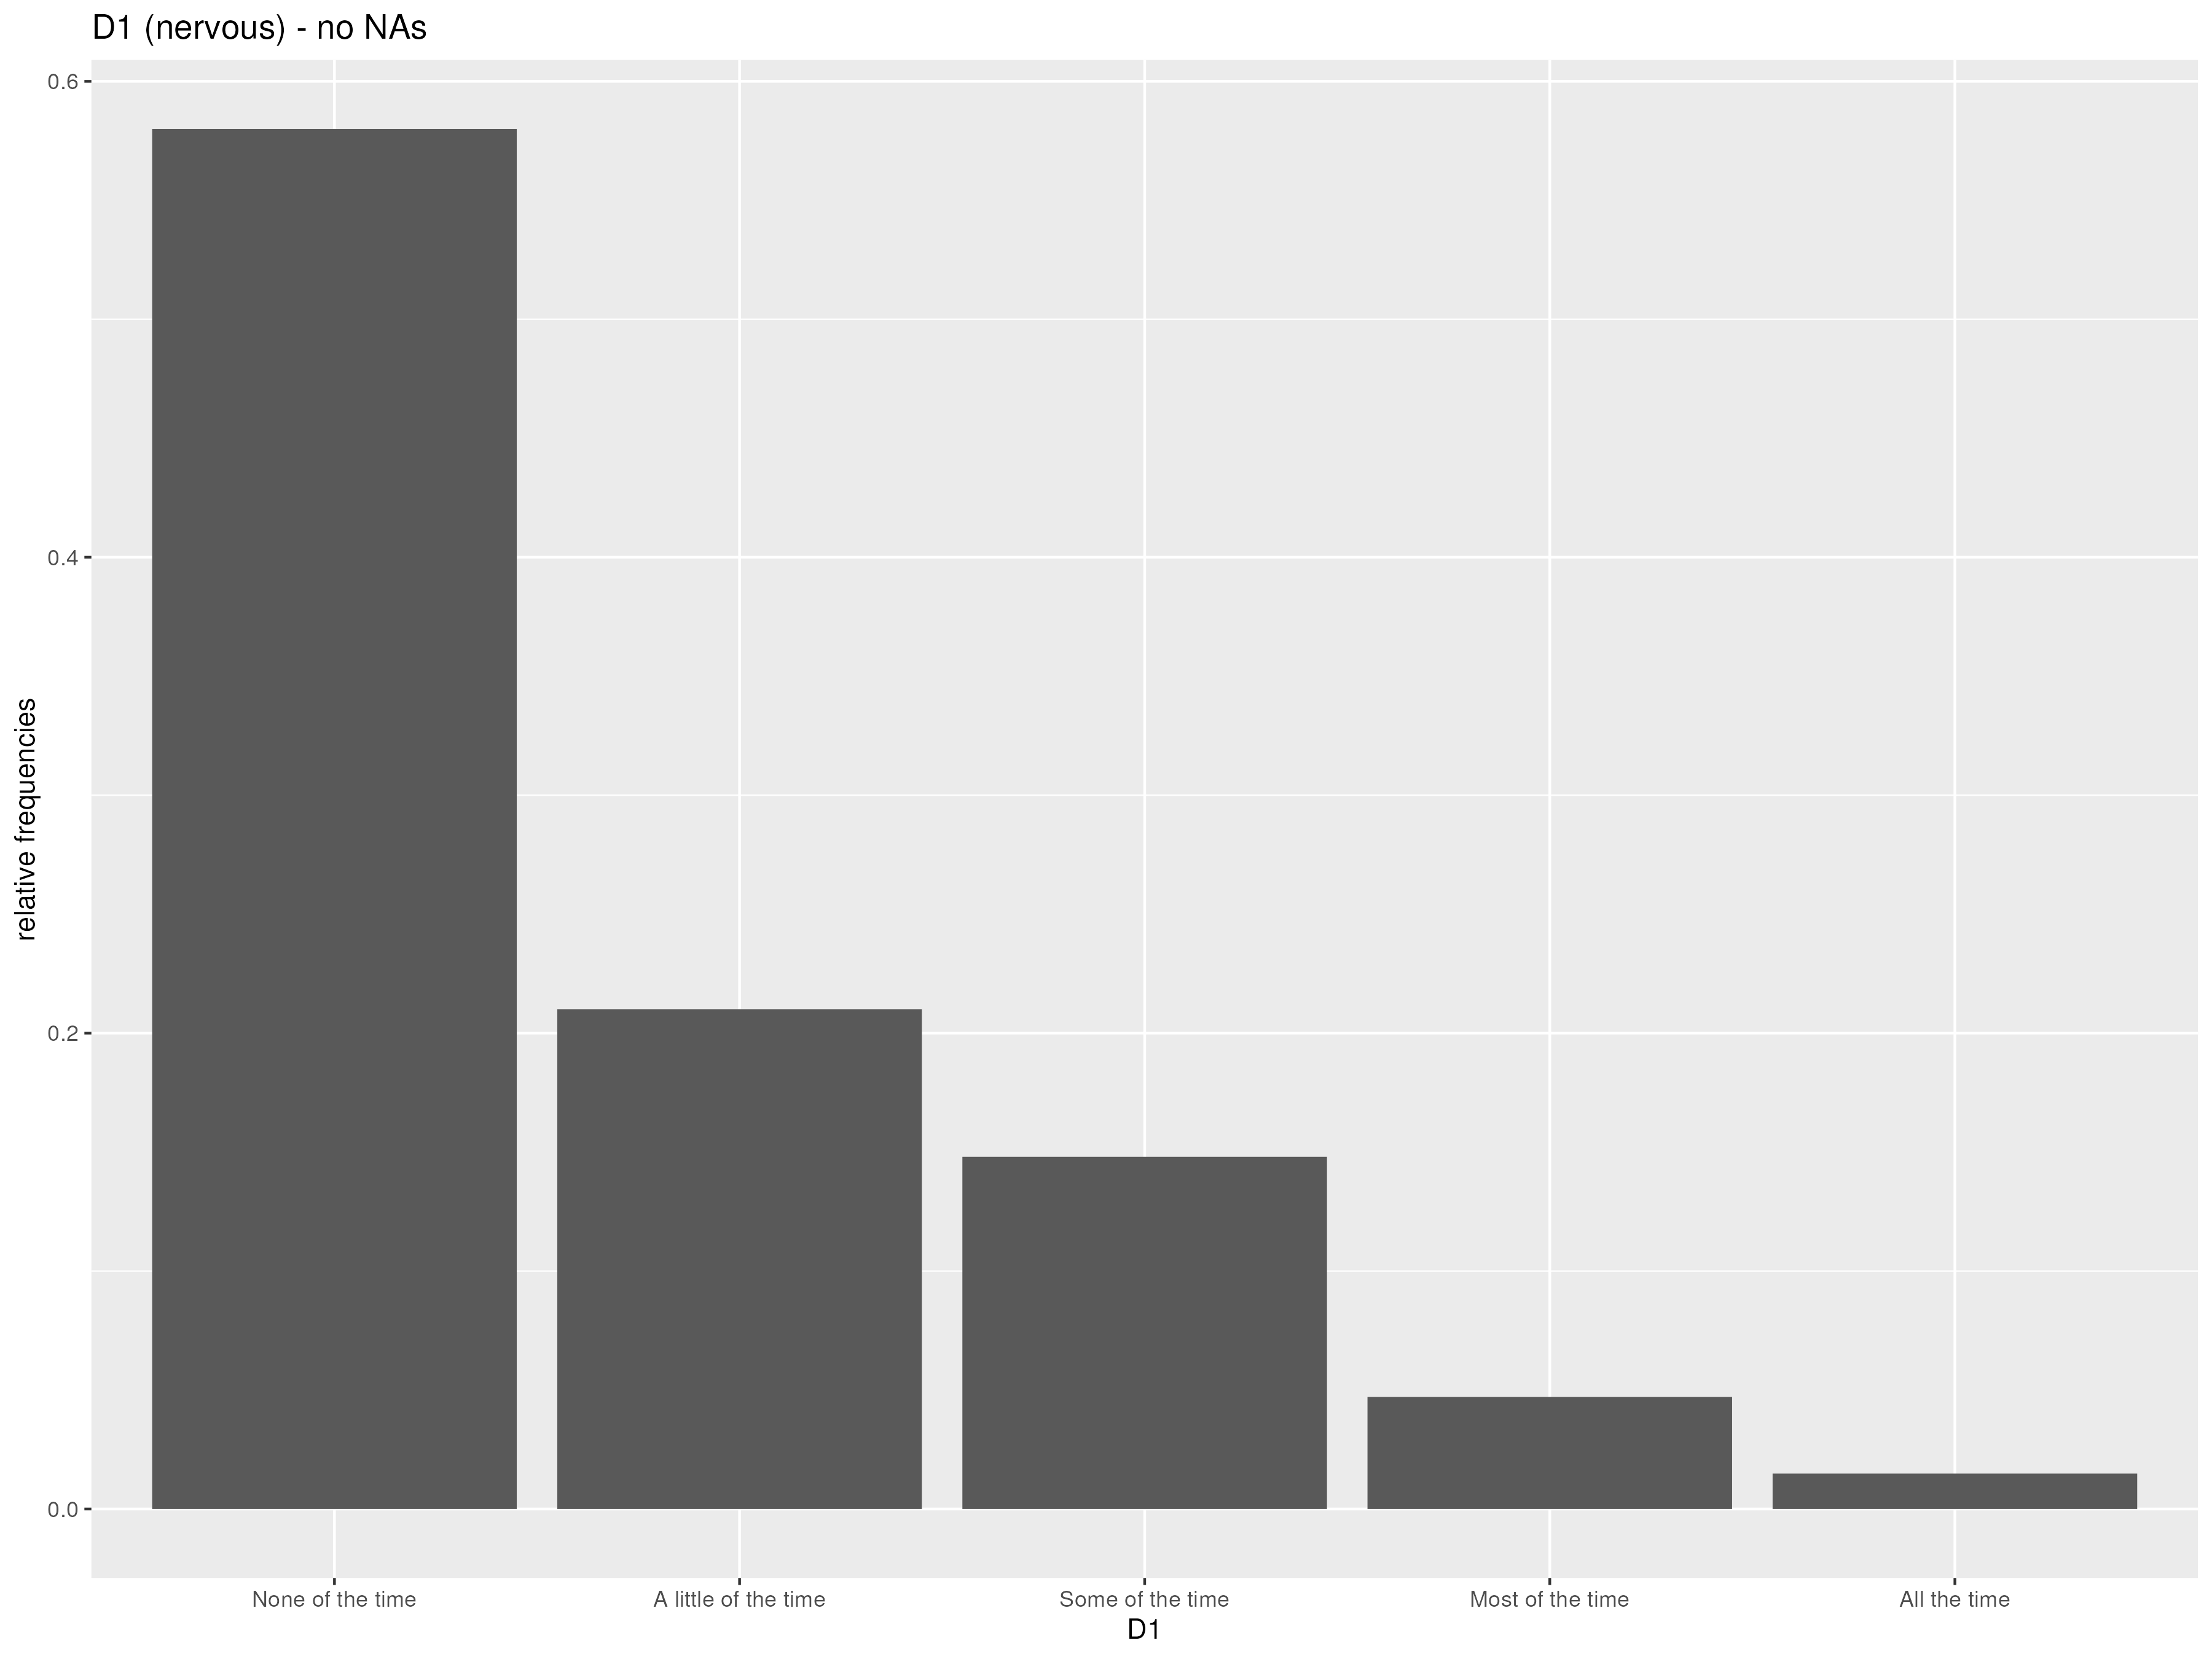 D1 (nervous) - no NAs
0.6
0.4
0.2
0.0
relative frequencies
None of the time
A little of the time
Some of the time
Most of the time
All the time
D1